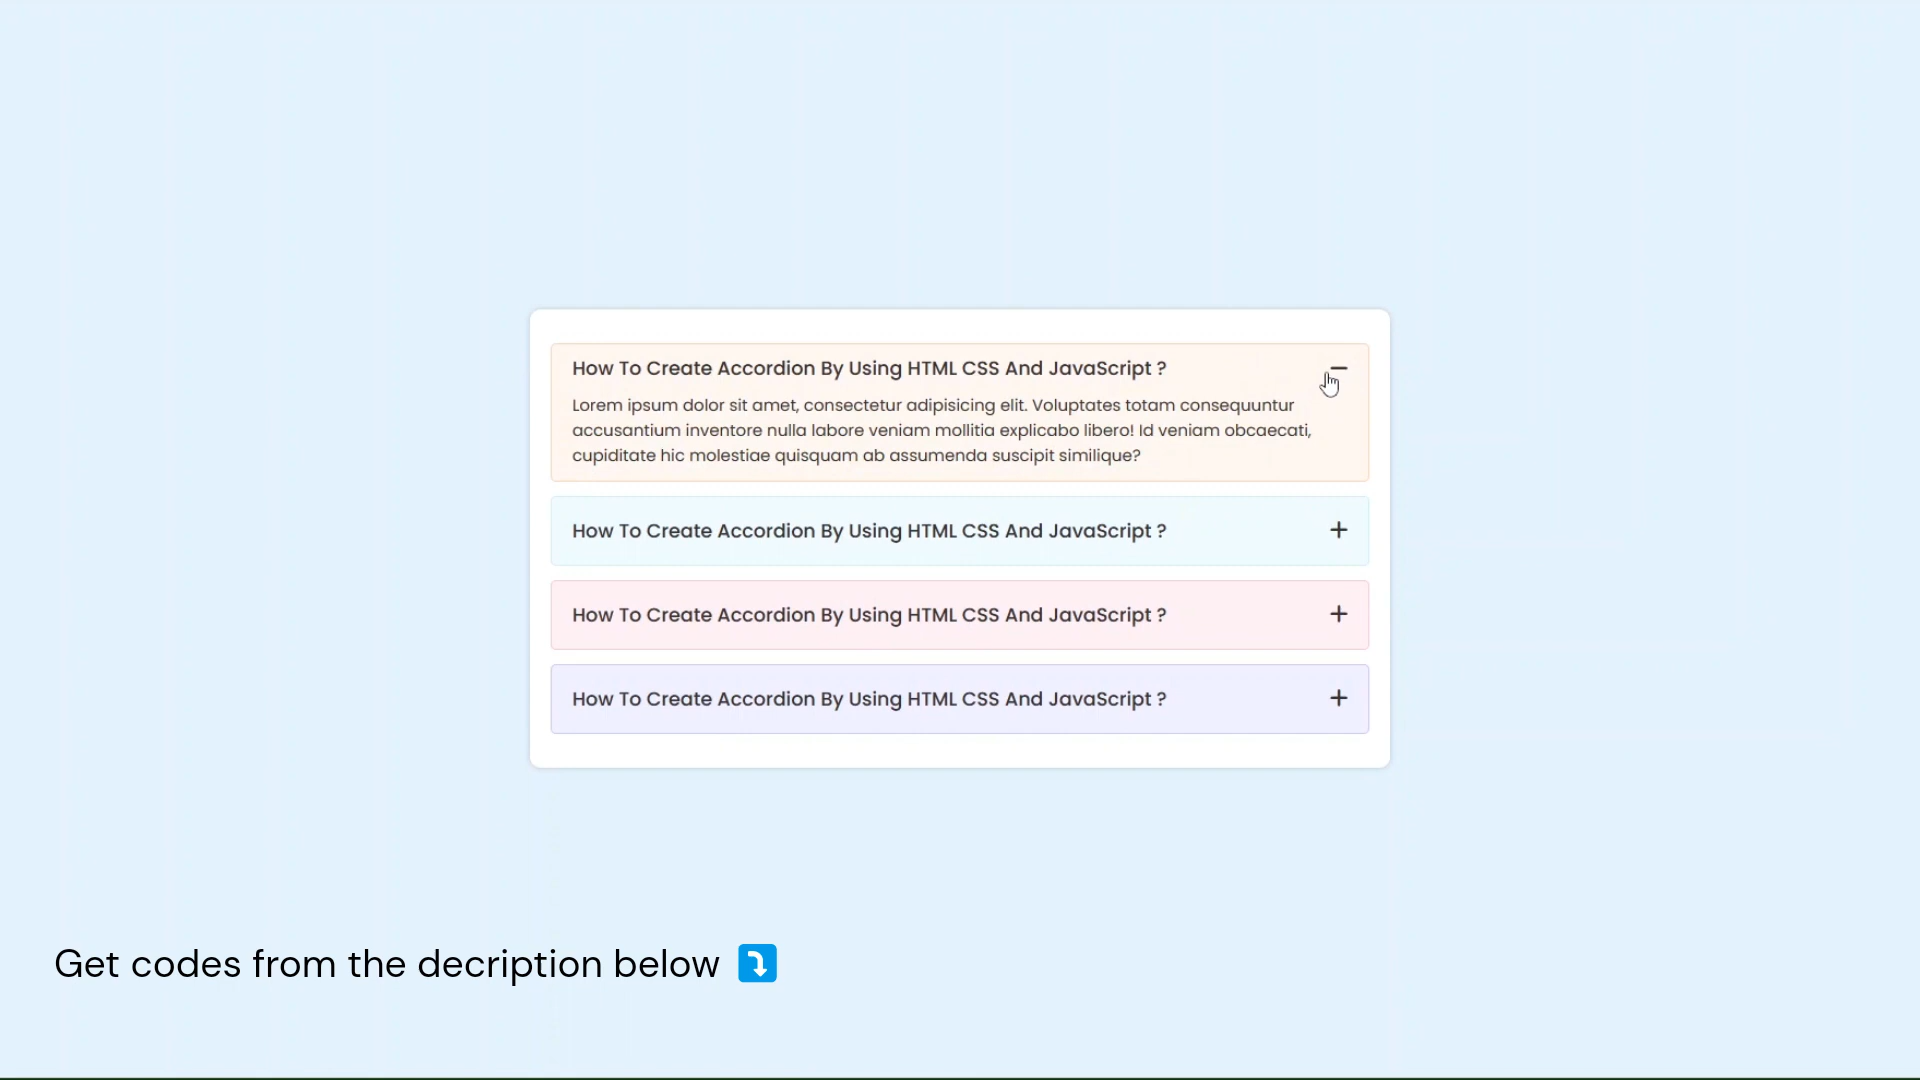 How To Create Accordion By Using HTML CSS And JavaScript ?
Lorem ipsum dolor sit amet, consectetur adipisicing elit. Voluptates totam consequuntur
accusantium inventore nulla labore veniam mollitia explicabo libero! Id veniam obcaecati,
cupiditate hic molestiae quisquam ab assumenda suscipit similique?
How To Create Accordion By Using HTML CSS And JavaScript ?
How To Create Accordion By Using HTML CSS And JavaScript ?
How To Create Accordion By Using HTML CSS And JavaScript ?
Get codes from the decription below